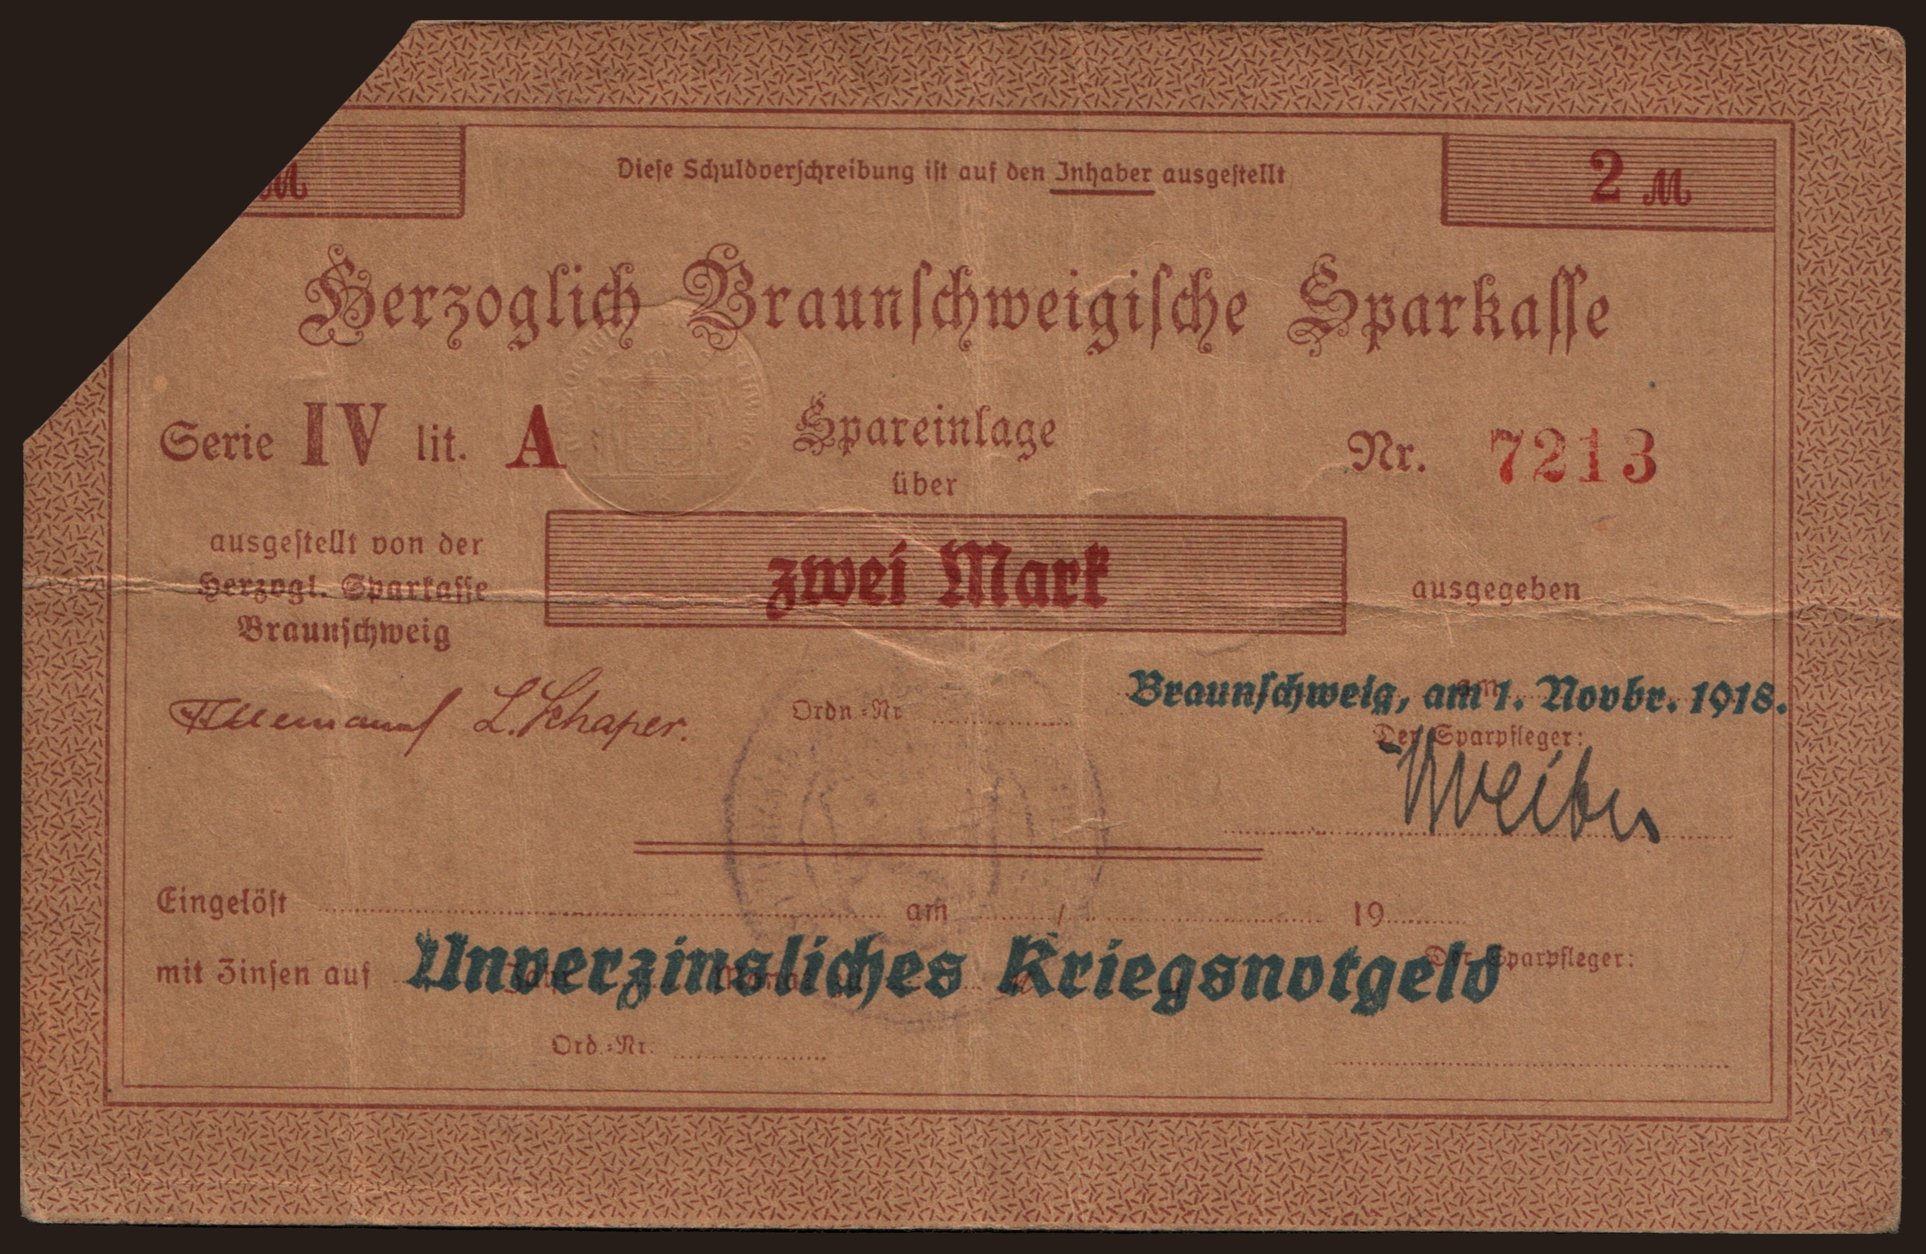 M
Diese Schuldverschreibung ist auf den Inhaber ausgestellt
2 M
Herzoglich Braunschweigische Sparkasse
Serie IV lit. A
Spareinlage
über
Nr. 7213
ausgestellt von der
Herzogl. Sparkasse
Braunschweig
zwei Mark
ausgegeben
L. Schaper.
Ordn.-Nr
Braunschweig, am 1. Novbr. 1918.
Der Sparpfleger:
Eingelöst am 19
mit Zinsen auf
Unverzinsliches Kriegsnotgeld
Der Sparpfleger:
Ord.-Nr.